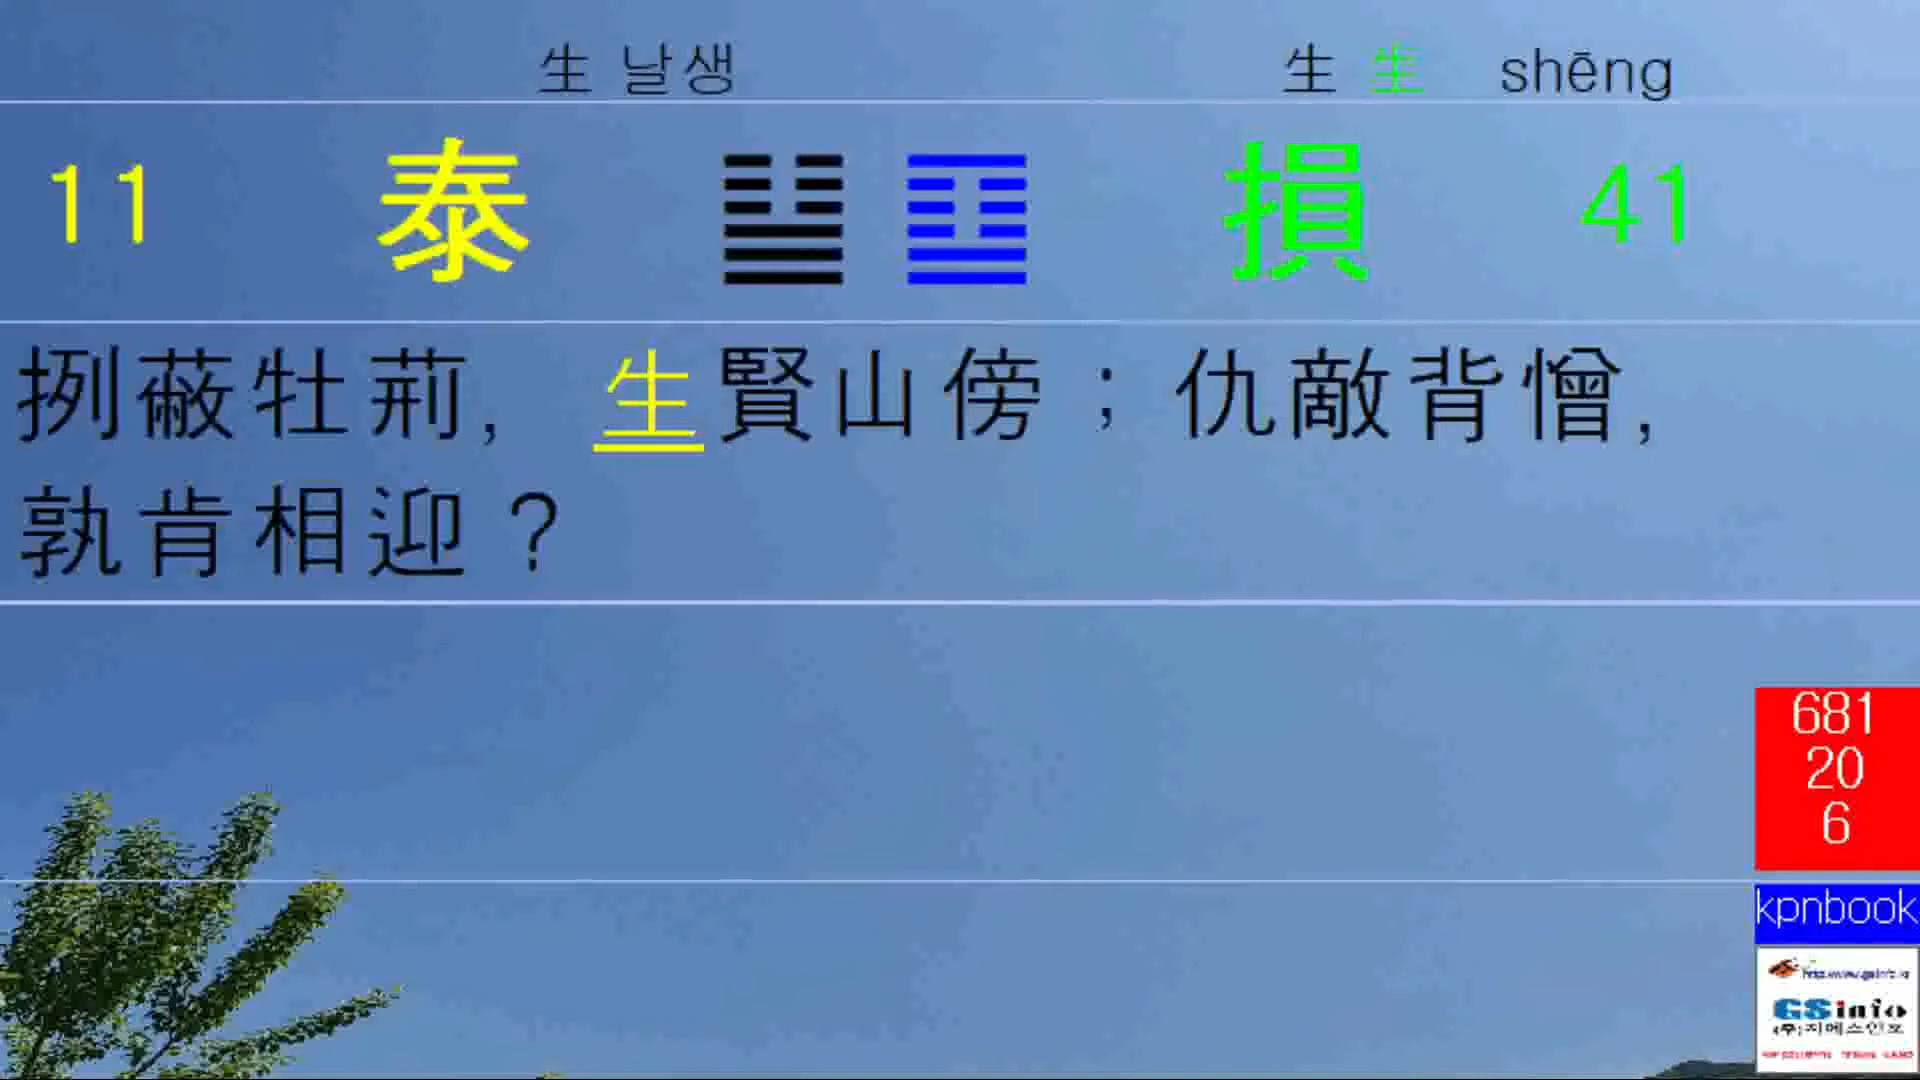 生 날생 生 生 shēng
11 泰 損 41
挒蔽牡荊, 生賢山傍；仇敵背憎,
孰肯相迎？
681
20
6
kpnbook
GSinfo
(주)지에스인포